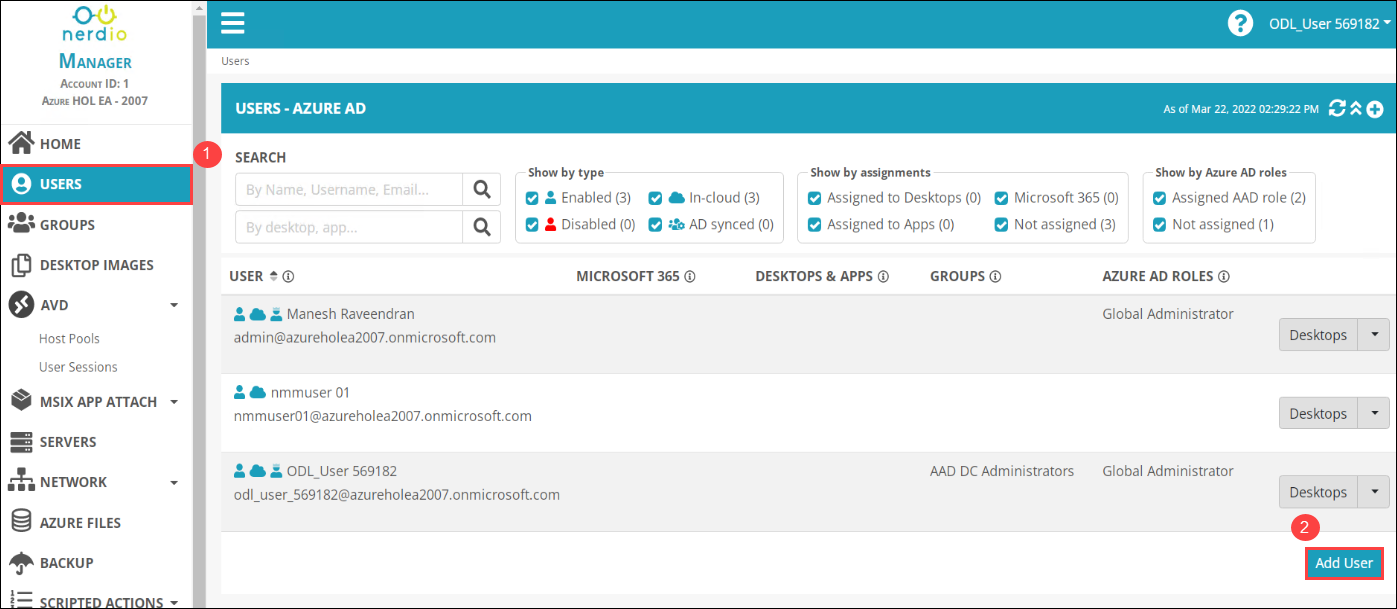 nerdio
MANAGER
ACCOUNT ID: 1
AZURE HOL EA - 2007
HOME
USERS
GROUPS
DESKTOP IMAGES
AVD
Host Pools
User Sessions
MSIX APP ATTACH
SERVERS
NETWORK
AZURE FILES
BACKUP
SCRIPTED ACTIONS
1
?
ODL_User 569182
Users
USERS - AZURE AD
As of Mar 22, 2022 02:29:22 PM
SEARCH
By Name, Username, Email...
By desktop, app...
Show by type
Enabled (3)
In-cloud (3)
Disabled (0)
AD synced (0)
Show by assignments
Assigned to Desktops (0)
Microsoft 365 (0)
Assigned to Apps (0)
Not assigned (3)
Show by Azure AD roles
Assigned AAD role (2)
Not assigned (1)
USER MICROSOFT 365 DESKTOPS & APPS GROUPS AZURE AD ROLES
Manesh Raveendran Global Administrator
admin@azureholea2007.onmicrosoft.com
Desktops
nmmuser 01
nmmuser01@azureholea2007.onmicrosoft.com
Desktops
ODL_User 569182 AAD DC Administrators Global Administrator
odl_user_569182@azureholea2007.onmicrosoft.com
Desktops
2
Add User